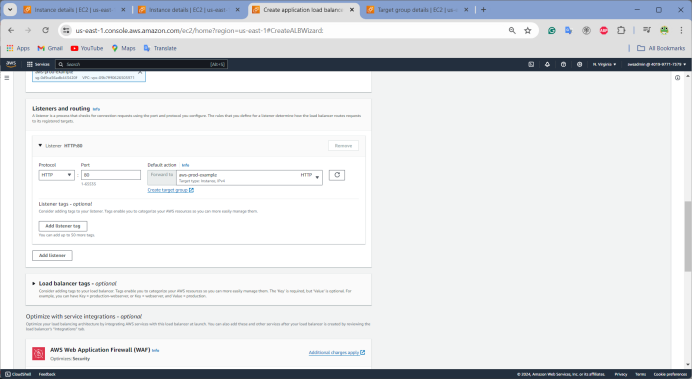 Instance details | EC2 | us-east
Instance details | EC2 | us-east
Create application load balancer
Target group details | EC2 | us-e
us-east-1.console.aws.amazon.com/ec2/home?region=us-east-1#CreateALBWizard:
Apps
Gmail
YouTube
Maps
Translate
All Bookmarks
aws
Services
Search
[Alt+S]
N. Virginia
aws-prod-example
Listeners and routing Info
A listener is a process that checks for connection requests using the port and protocol you configure. The rules that you define for a listener determine how the load balancer routes requests
to its registered targets.
Listener HTTP:80
Remove
Protocol
Port
Default action | Info
HTTP
:
80
Forward to
aws-prod-example
HTTP
Target type: Instance, IPv4
1-65535
Create target group
Listener tags - optional
Consider adding tags to your listener. Tags enable you to categorize your AWS resources so you can more easily manage them.
Add listener tag
You can add up to 50 more tags.
Add listener
Load balancer tags - optional
Consider adding tags to your load balancer. Tags enable you to categorize your AWS resources so you can more easily manage them. The 'Key' is required, but 'Value' is optional. For
example, you can have Key = production-webserver, or Key = webserver, and Value = production.
Optimize with service integrations - optional
Optimize your load balancing architecture by integrating AWS services with this load balancer at launch. You can also add these and other services after your load balancer is created by reviewing the
load balancer's "Integrations" tab.
AWS Web Application Firewall (WAF) Info
Additional charges apply
Optimizes: Security
CloudShell
Feedback
© 2024, Amazon Web Services, Inc. or its affiliates.
Privacy
Terms
Cookie preferences